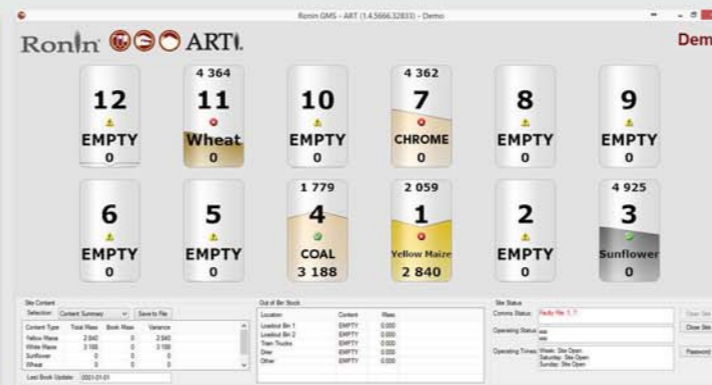 Ronin GMS - ART (1.4.5666.32833) - Demo
Ronin ART.
Dem
4 364 4 362
12 11 10 7 8 9
EMPTY Wheat EMPTY CHROME EMPTY EMPTY
0 0 0 0 0 0
1 779 2 059 4 925
6 5 4 1 2 3
EMPTY EMPTY COAL Yellow Maize EMPTY Sunflower
0 0 3 188 2 840 0 0
Site Content
Selection: Content Summary Save to File
Content Type Total Mass Book Mass Variance
Yellow Maize 2 840 0 2 840
White Maize 3 188 0 3 188
Sunflower 0 0 0
Wheat 0 0 0
Last Book Update: 2021-01-01
Out of Bin Stock
Location Content Mass
Loadout Bin 1 EMPTY 0.000
Loadout Bin 2 EMPTY 0.000
Train Trucks EMPTY 0.000
Drier EMPTY 0.000
Other EMPTY 0.000
Site Status
Comms Status: Faulty
Operating Status:
Operating Times: Week: Site Open
Saturday: Site Open
Sunday: Site Open
Open Site
Close Site
Password